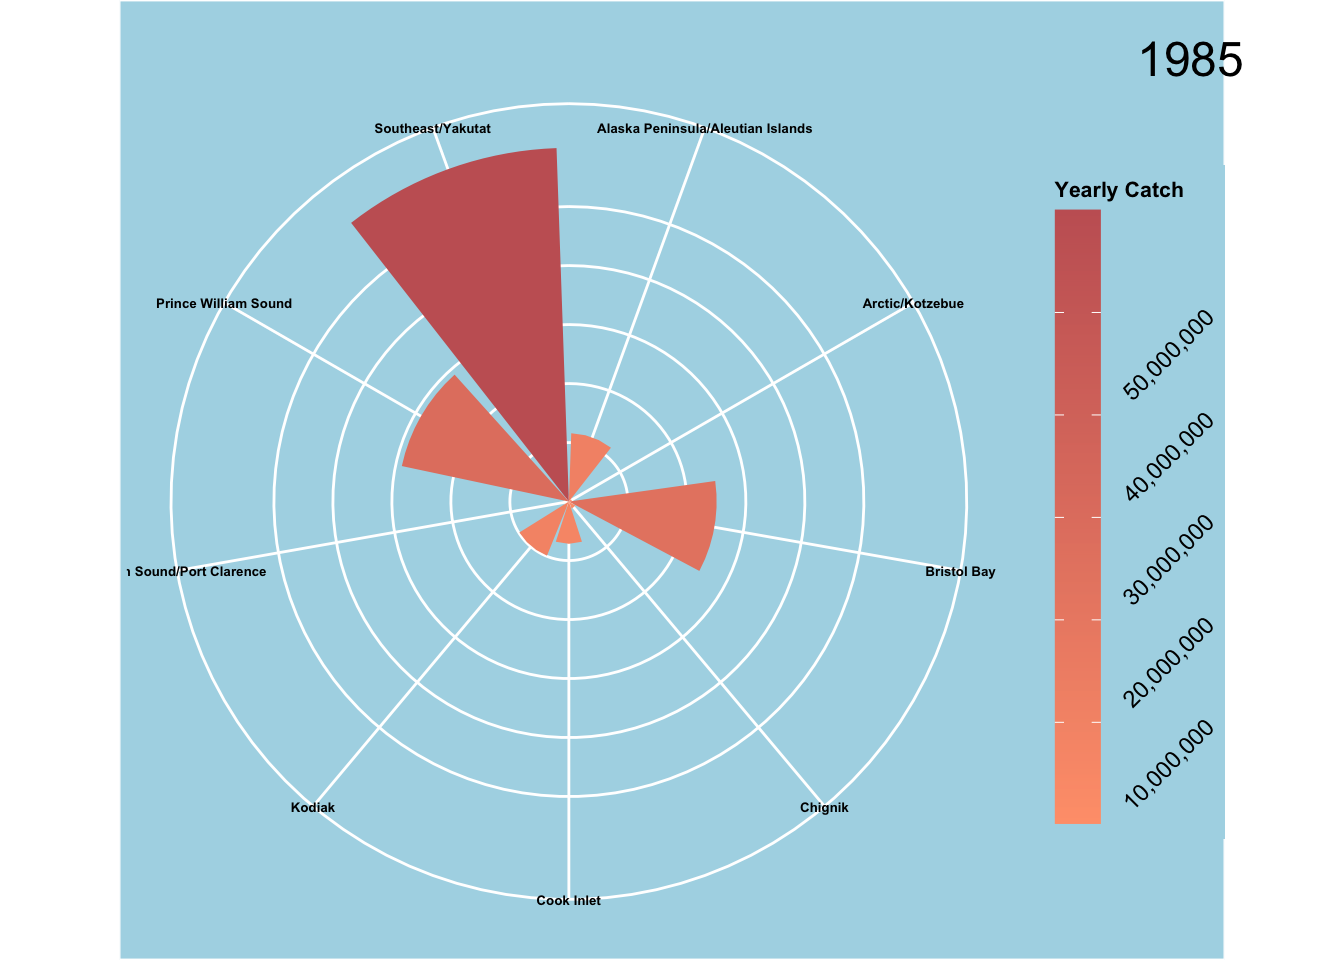 1985
Southeast/Yakutat
Alaska Peninsula/Aleutian Islands
Yearly Catch
Prince William Sound
Arctic/Kotzebue
50,000,000
40,000,000
30,000,000
Sound/Port Clarence
Bristol Bay
20,000,000
10,000,000
Kodiak
Chignik
Cook Inlet